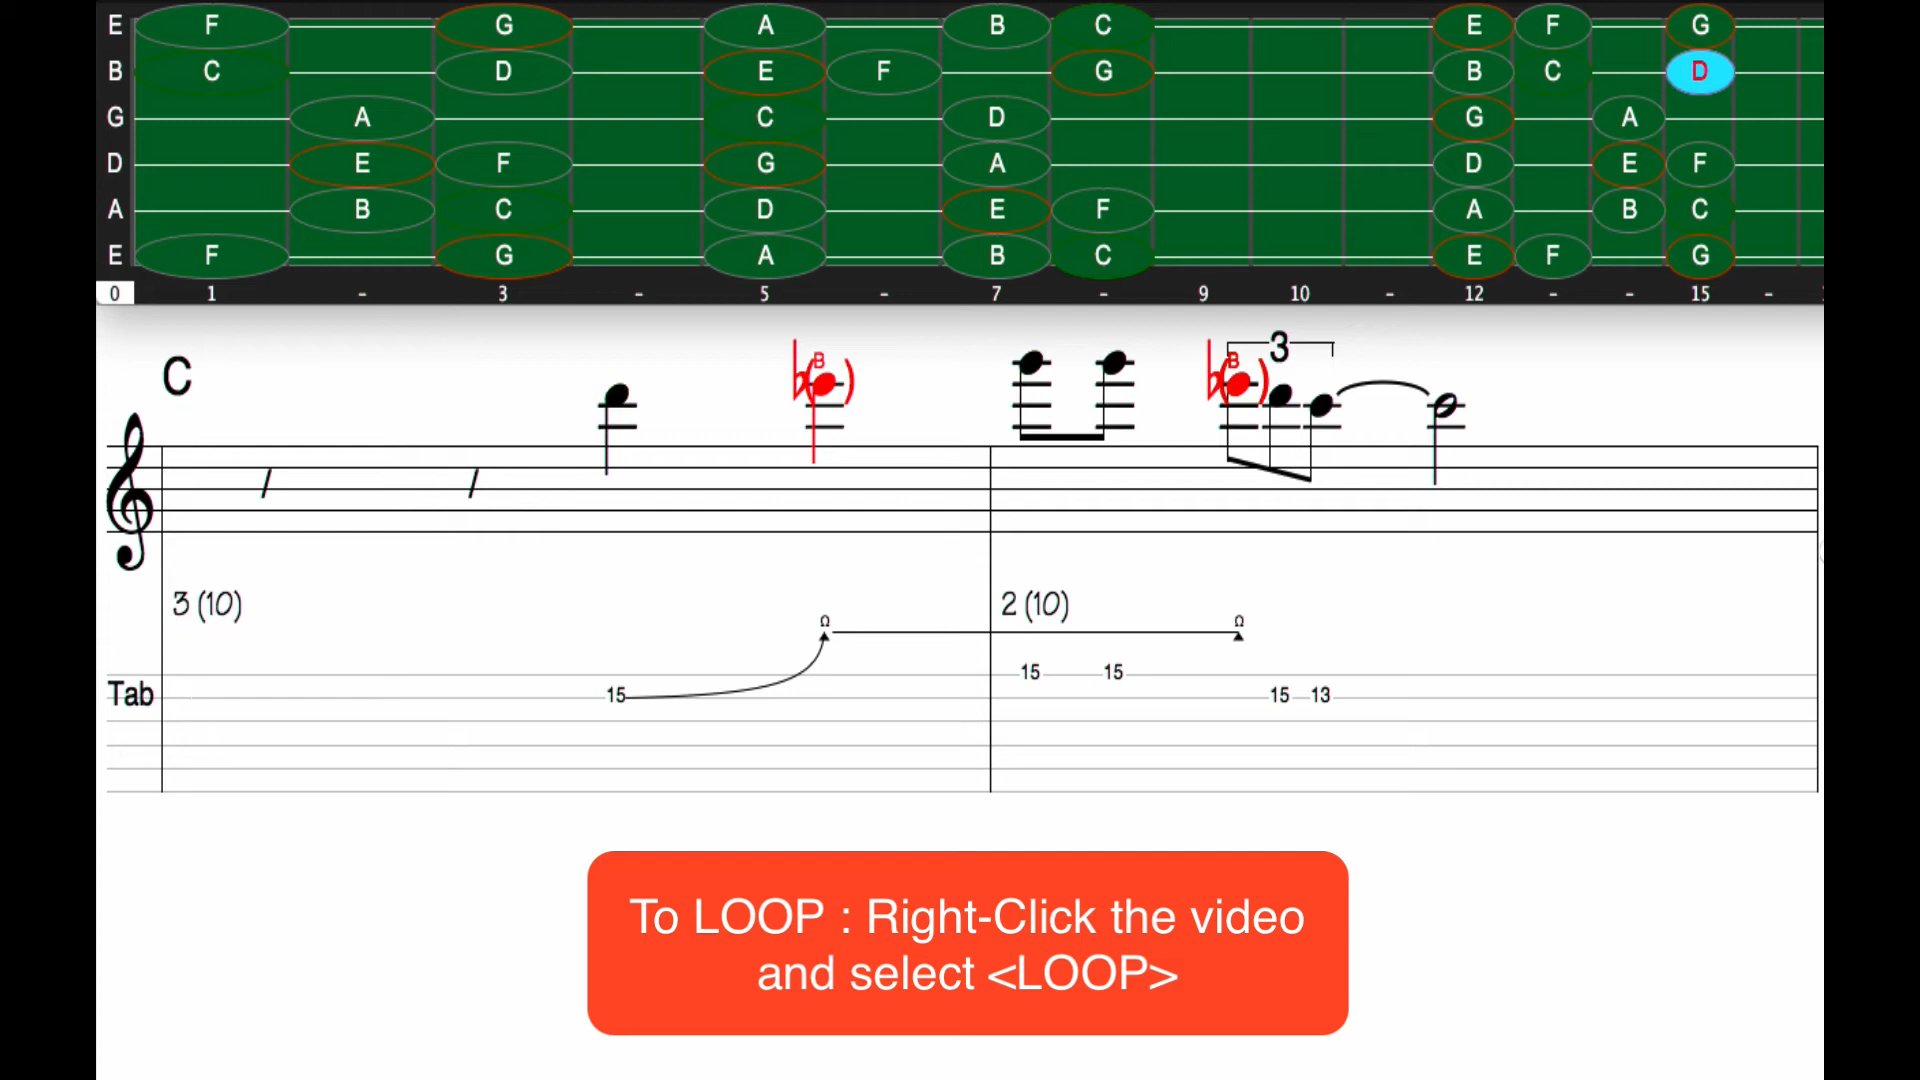 E F G A B C E F G
B C D E F G B C D
G A C D G A
D E F G A D E F
A B C D E F A B C
E F G A B C E F G
0 1 - 3 - 5 - 7 - 9 10 - 12 - - 15 -
C B B 3
3 (10) 2 (10)
15 15
Tab 15 15 13
To LOOP : Right-Click the video
and select <LOOP>